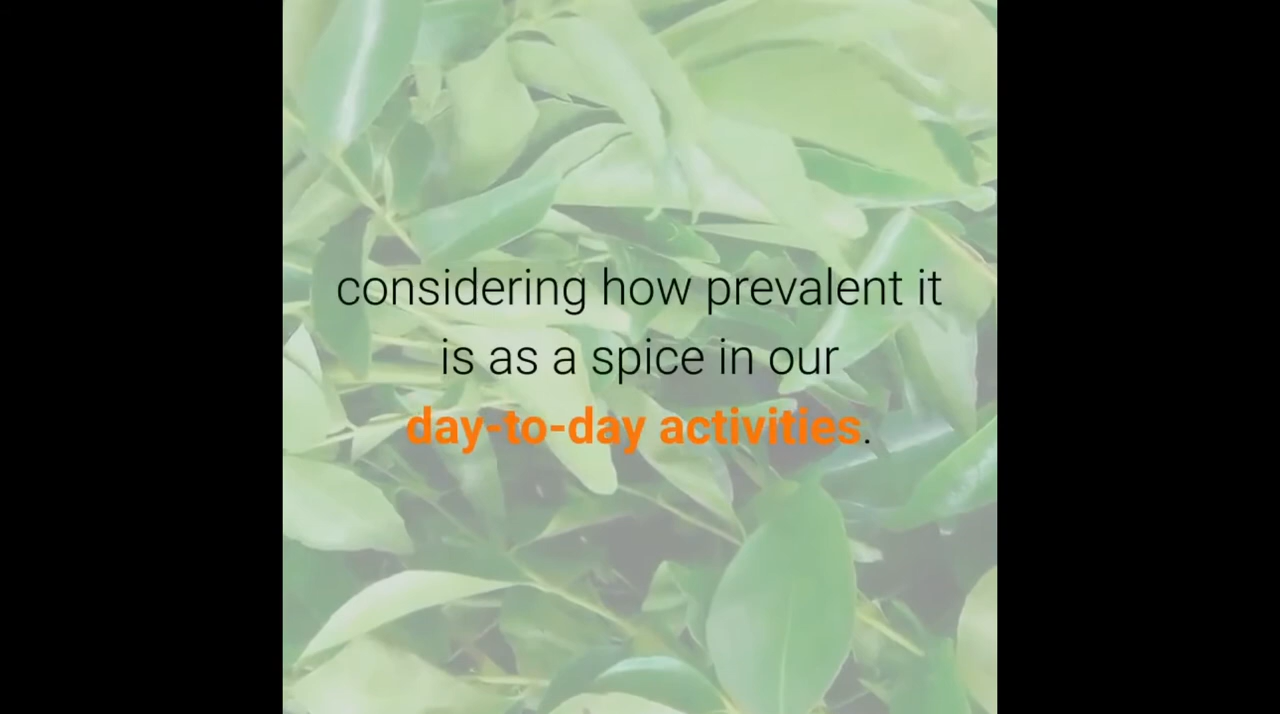 considering how prevalent it
is as a spice in our
day-to-day activities.